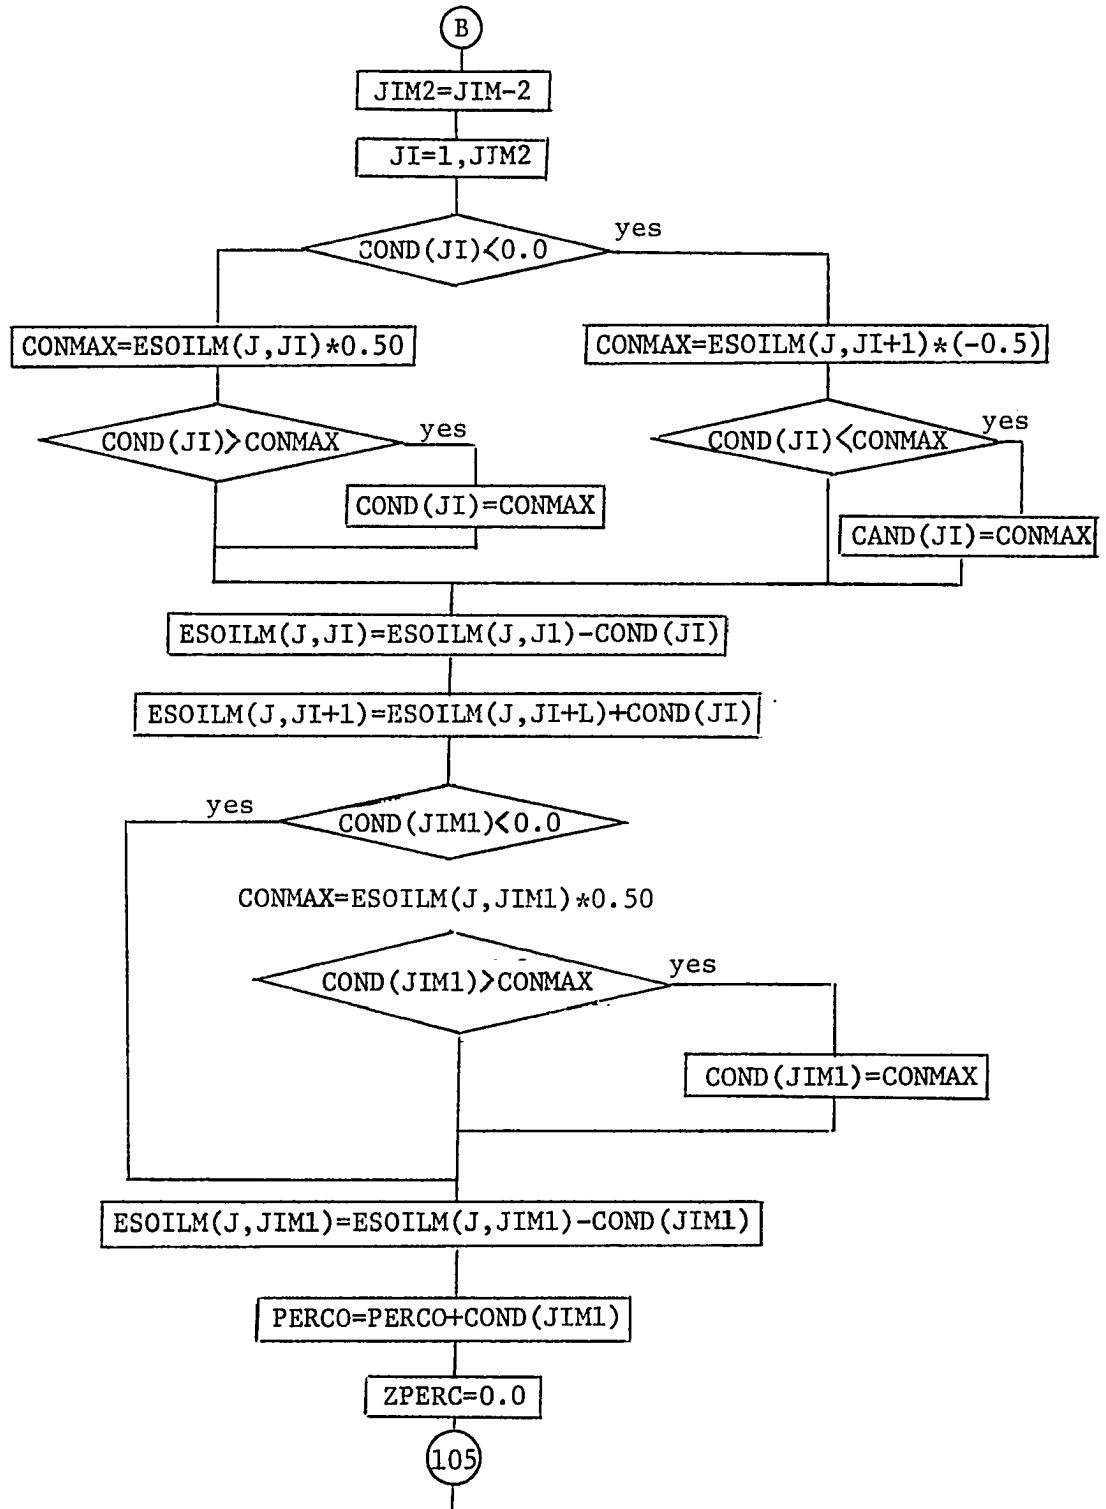 B
JIM2=JIM-2
JI=1,JIM2
COND(JI)<0.0
yes
CONMAX=ESOILM(J,JI)*0.50
CONMAX=ESOILM(J,JI+1)*(-0.5)
COND(JI)>CONMAX
yes
COND(JI)<CONMAX
yes
COND(JI)=CONMAX
CAND(JI)=CONMAX
ESOILM(J,JI)=ESOILM(J,J1)-COND(JI)
ESOILM(J,JI+1)=ESOILM(J,JI+L)+COND(JI)
yes
COND(JIM1)<0.0
CONMAX=ESOILM(J,JIM1)*0.50
COND(JIM1)>CONMAX
yes
COND(JIM1)=CONMAX
ESOILM(J,JIM1)=ESOILM(J,JIM1)-COND(JIM1)
PERCO=PERCO+COND(JIM1)
ZPERC=0.0
105